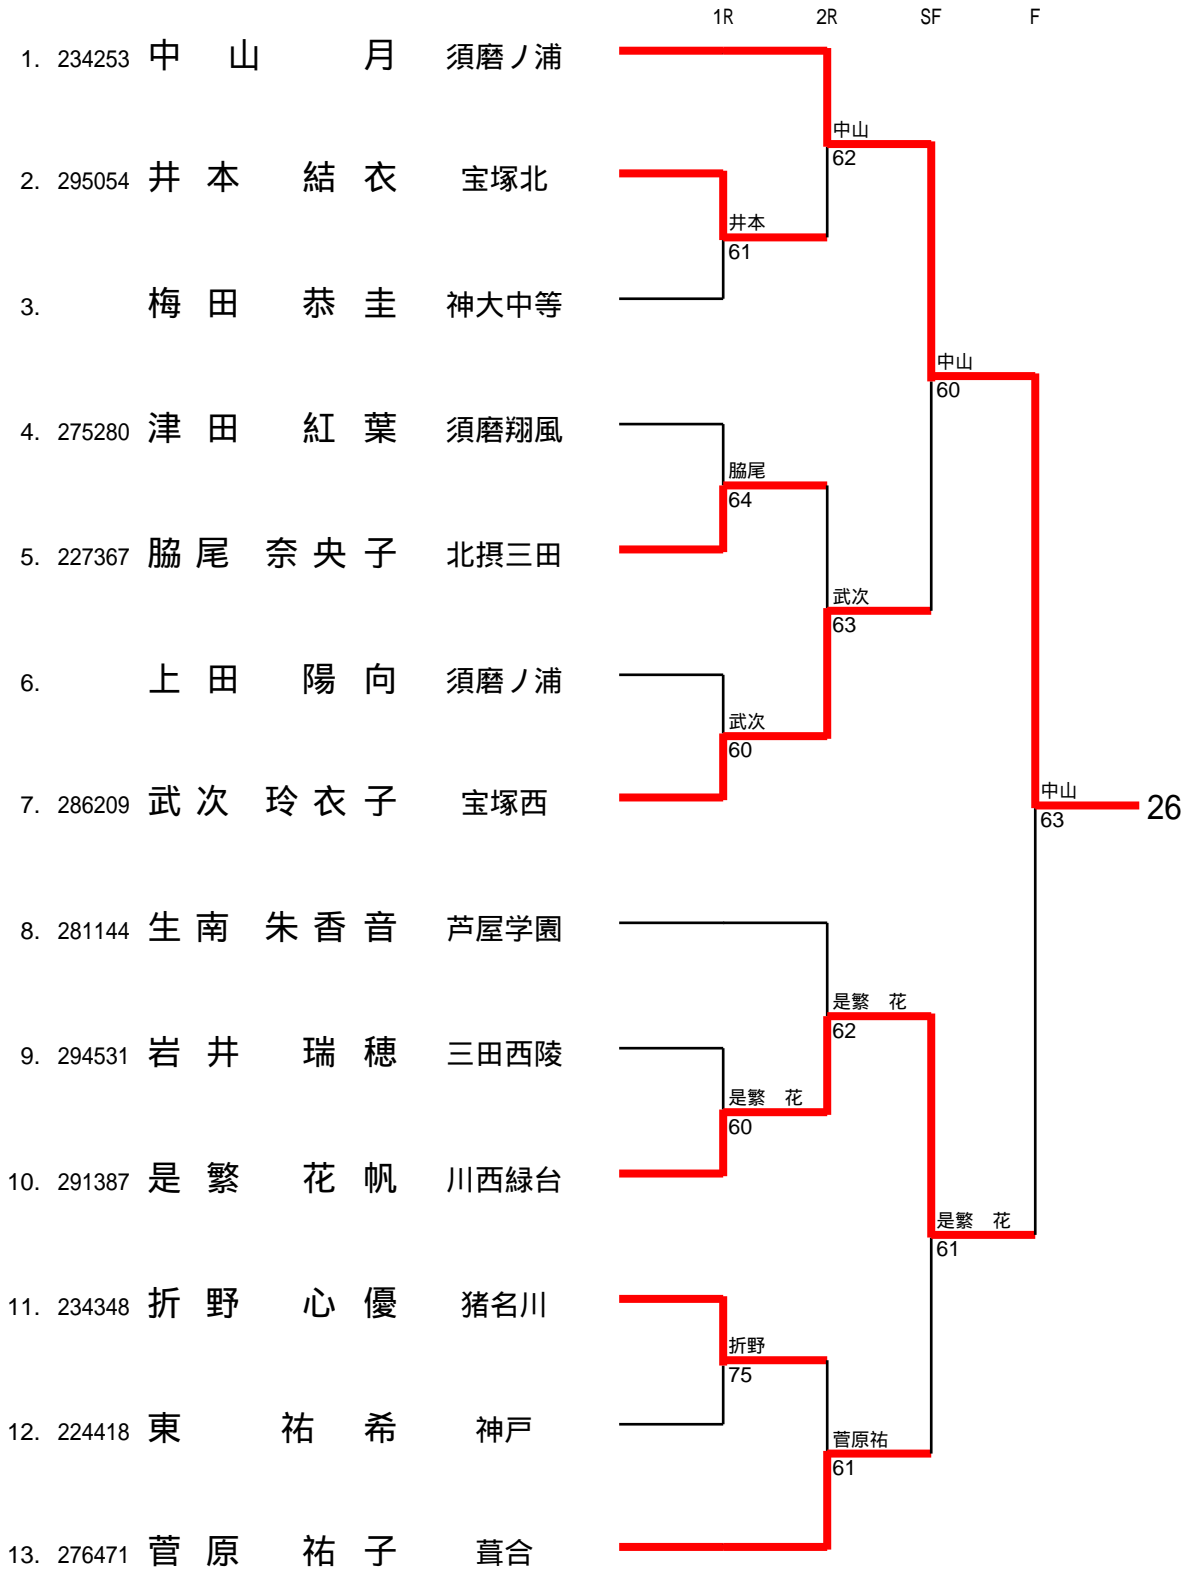 1R 2R SF F
1. 234253 中山 月 須磨ノ浦
中山
62
2. 295054 井本 結衣 宝塚北
井本
61
3. 梅田 恭圭 神大中等
中山
60
4. 275280 津田 紅葉 須磨翔風
脇尾
64
5. 227367 脇尾 奈央子 北摂三田
武次
63
6. 上田 陽向 須磨ノ浦
武次
60
7. 286209 武次 玲衣子 宝塚西
中山
63
26
8. 281144 生南 朱香音 芦屋学園
是繁 花
62
9. 294531 岩井 瑞穂 三田西陵
是繁 花
60
10. 291387 是繁 花帆 川西緑台
是繁 花
61
11. 234348 折野 心優 猪名川
折野
75
12. 224418 東 祐希 神戸
菅原祐
61
13. 276471 菅原 祐子 葺合